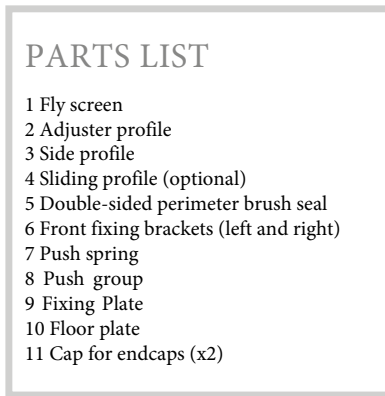 PARTS LIST
1 Fly screen
2 Adjuster profile
3 Side profile
4 Sliding profile (optional)
5 Double-sided perimeter brush seal
6 Front fixing brackets (left and right)
7 Push spring
8 Push group
9 Fixing Plate
10 Floor plate
11 Cap for endcaps (x2)